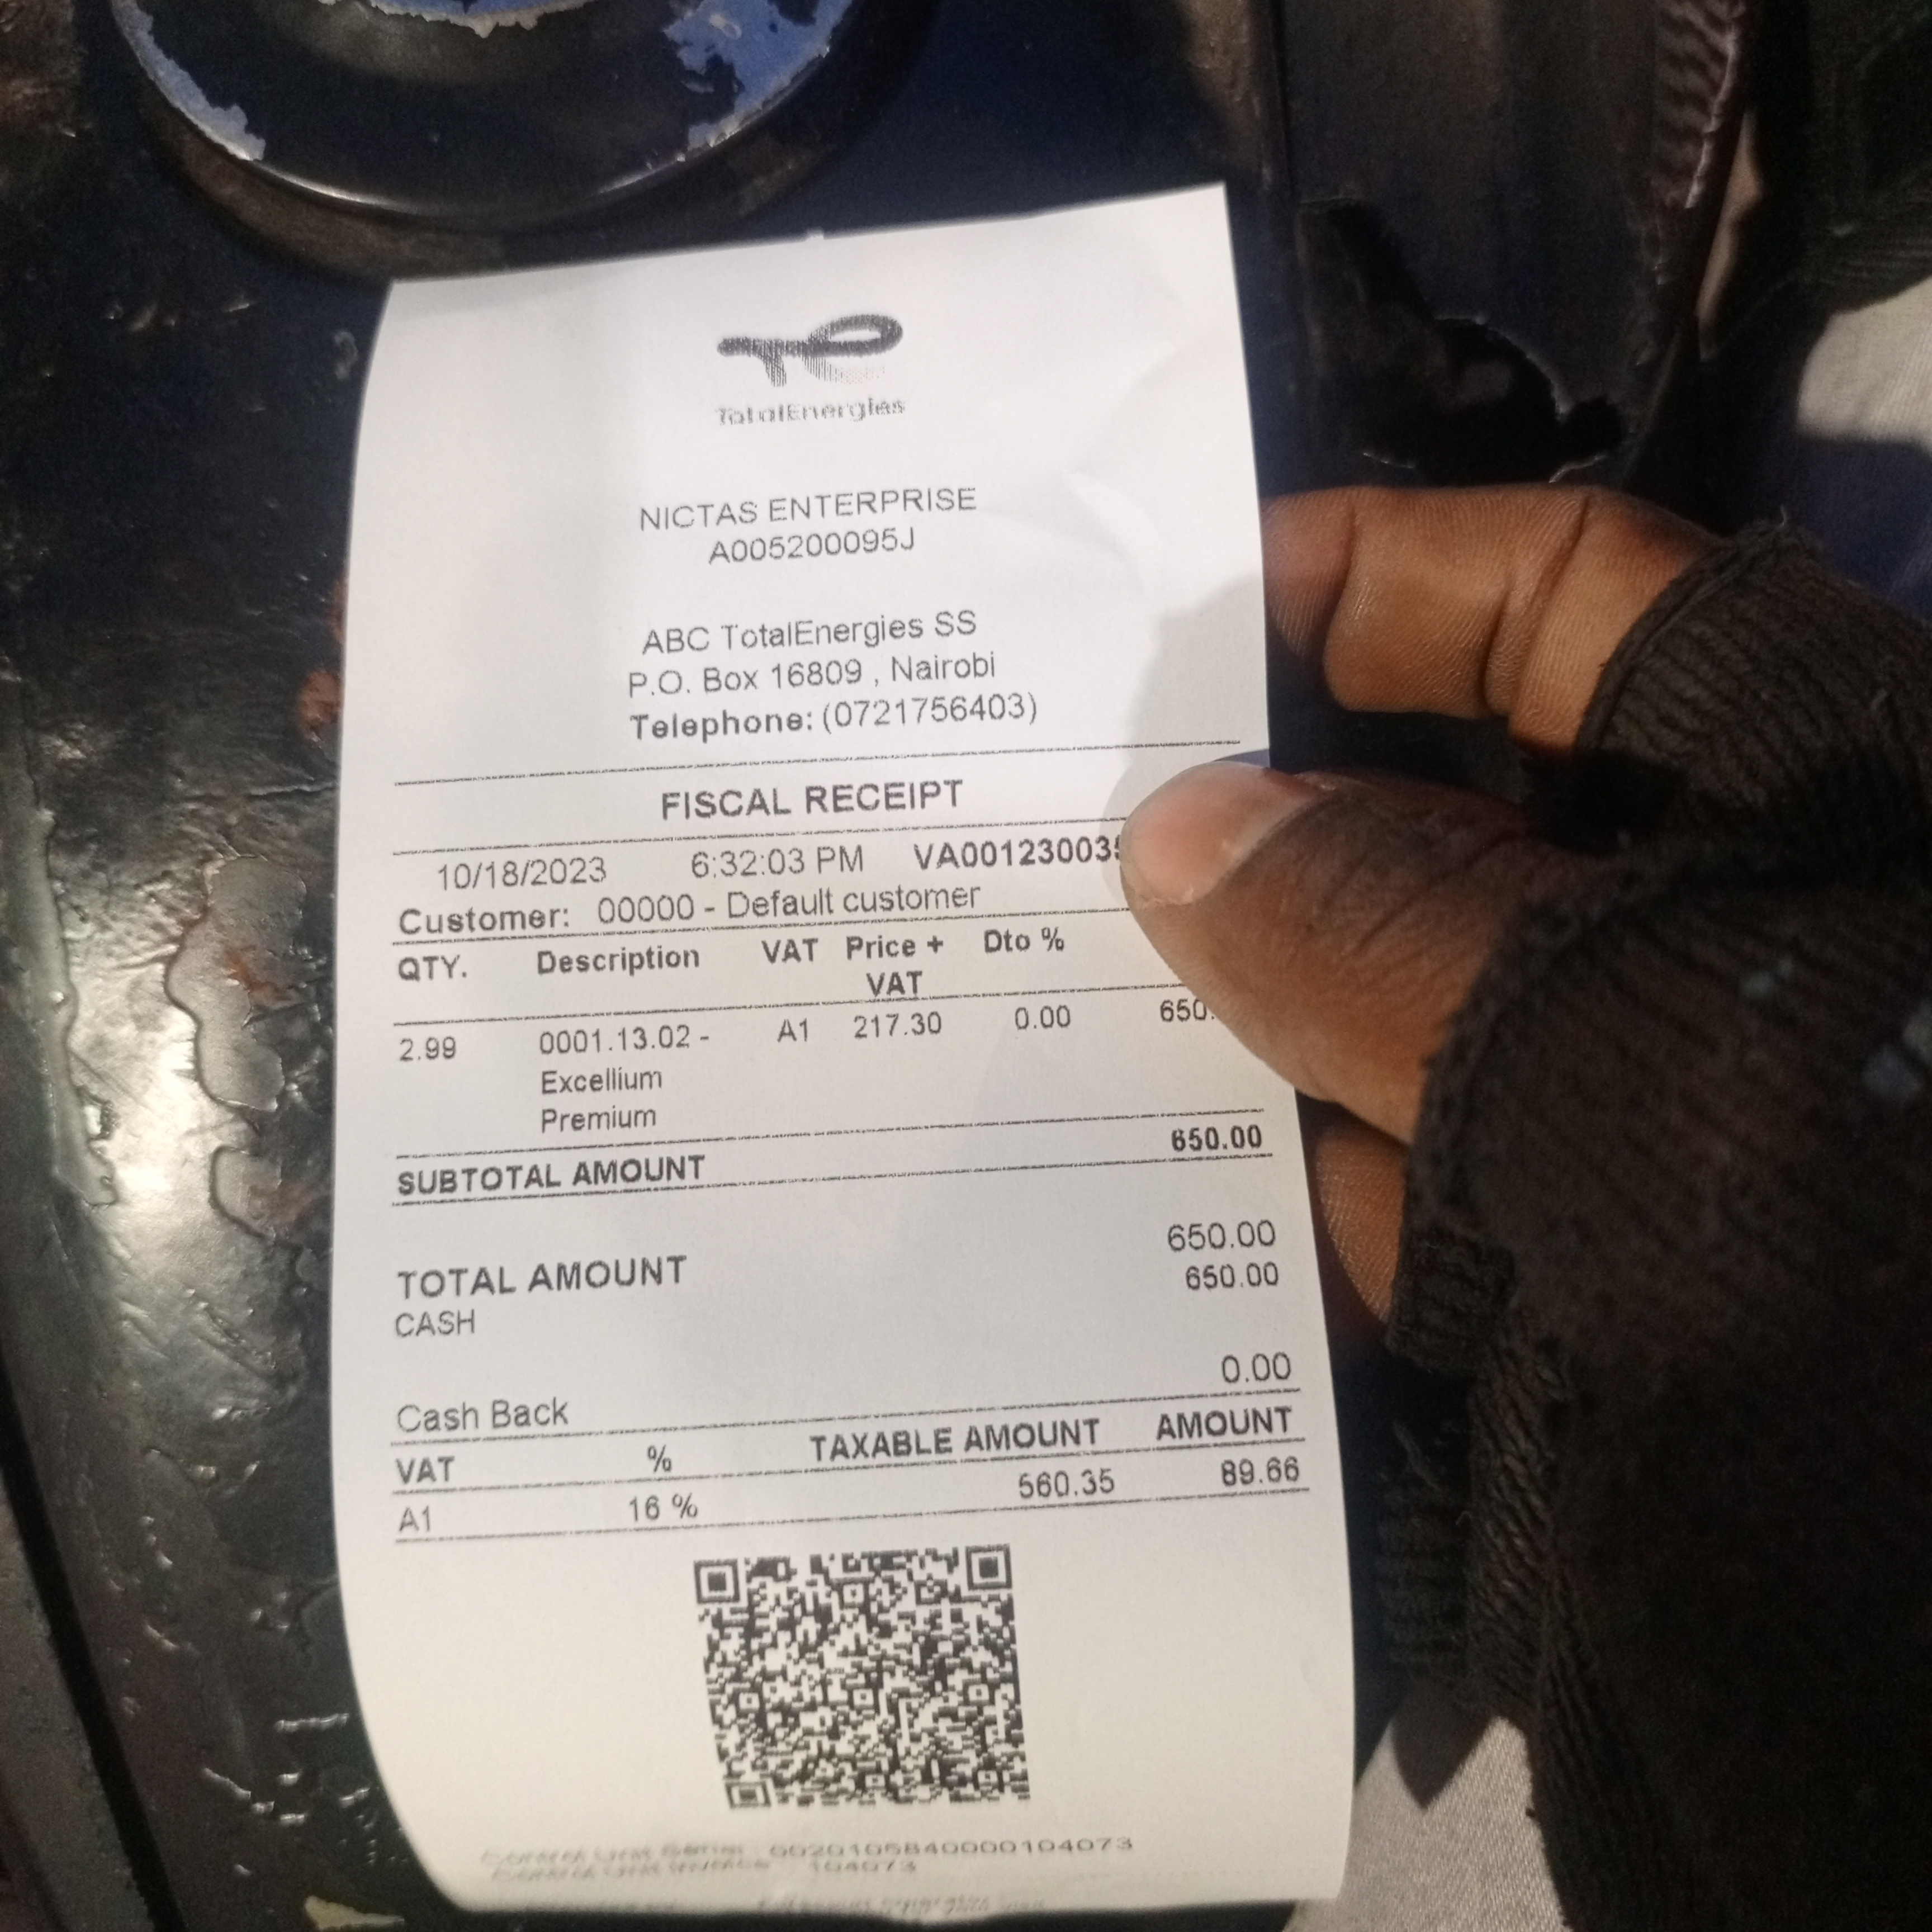 TotalEnergies
NICTAS ENTERPRISE
A005200095J
ABC TotalEnergies SS
P.O. Box 16809 , Nairobi
Telephone: (0721756403)
FISCAL RECEIPT
10/18/2023 6:32:03 PM VA00123003
Customer: 00000 - Default customer
QTY. Description VAT Price + Dto %
VAT
2.99 0001.13.02 - A1 217.30 0.00 650.
Excellium
Premium
SUBTOTAL AMOUNT 650.00
TOTAL AMOUNT 650.00
CASH 650.00
Cash Back 0.00
VAT % TAXABLE AMOUNT AMOUNT
A1 16 % 560.35 89.66
104073